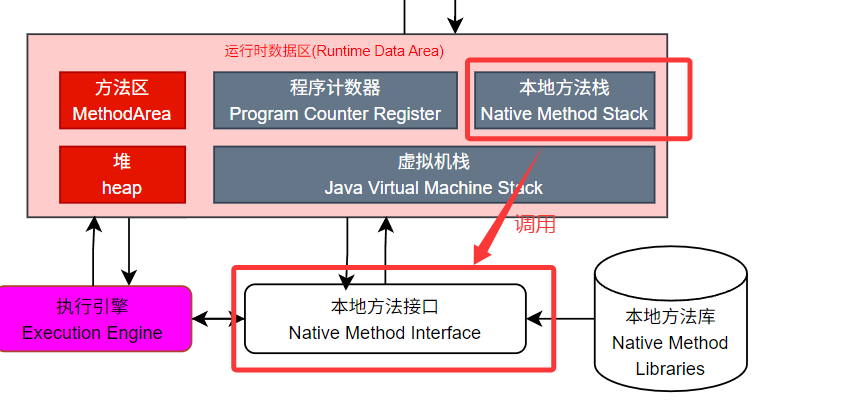 运行时数据区(Runtime Data Area)
方法区
MethodArea
程序计数器
Program Counter Register
本地方法栈
Native Method Stack
堆
heap
虚拟机栈
Java Virtual Machine Stack
调用
执行引擎
Execution Engine
本地方法接口
Native Method Interface
本地方法库
Native Method
Libraries